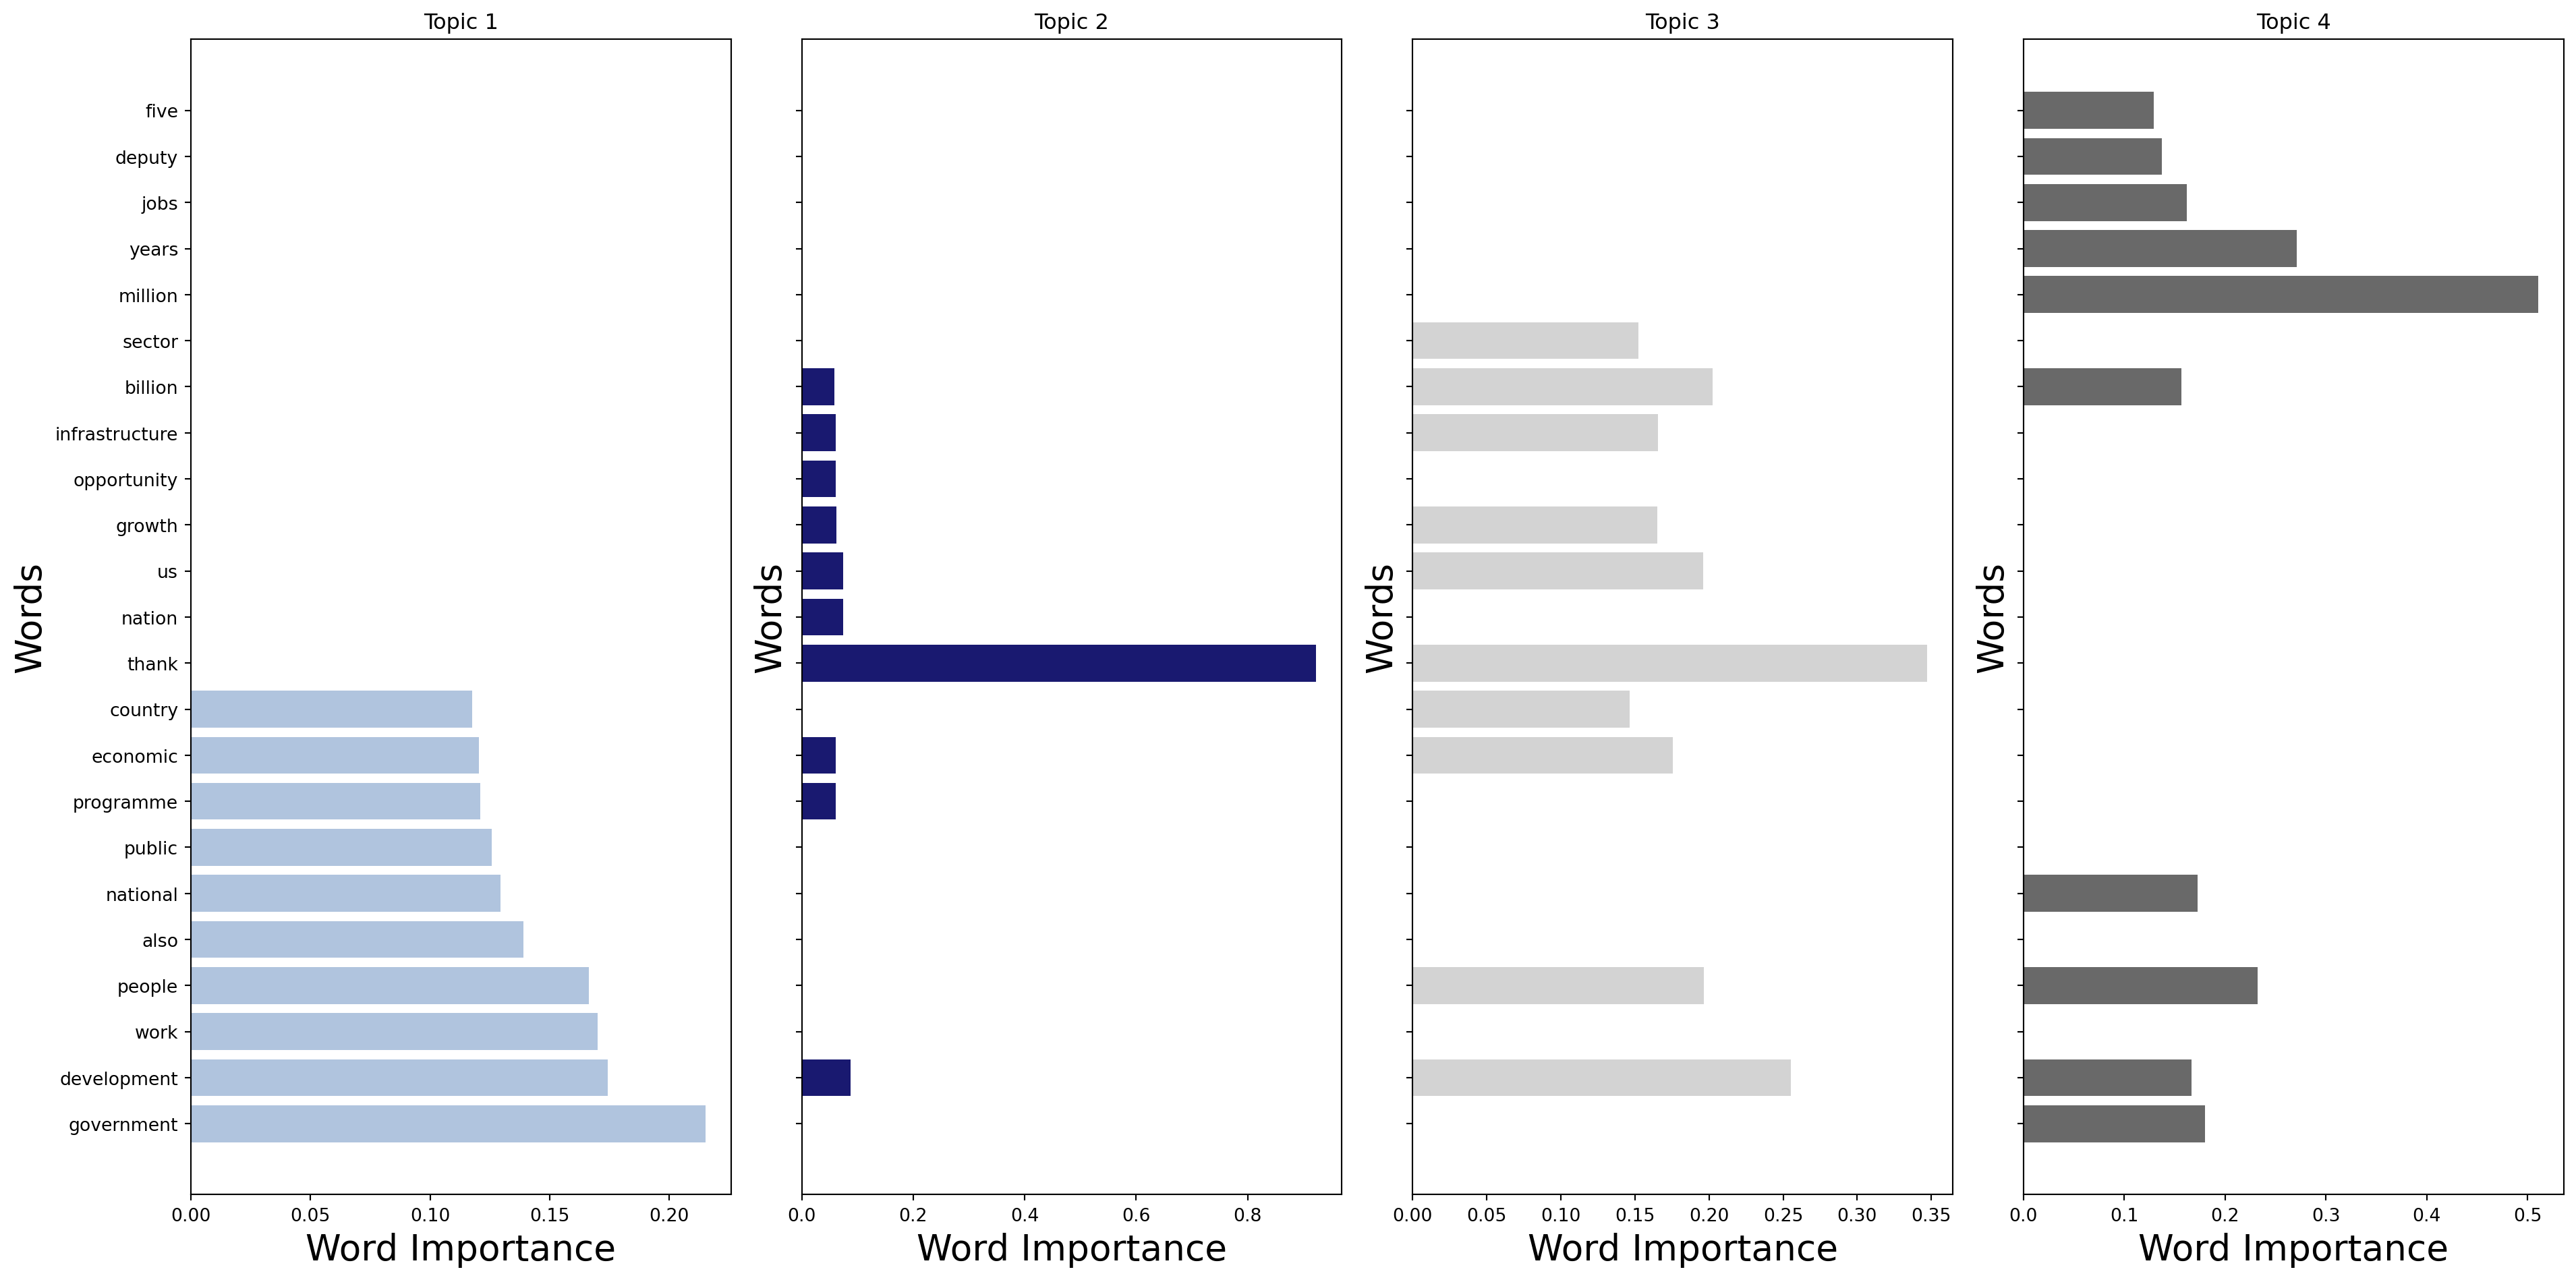 Topic 1
Topic 2
Topic 3
Topic 4
five
deputy
jobs
years
million
sector
billion
infrastructure
opportunity
growth
us
nation
thank
country
economic
programme
public
national
also
people
work
development
government
Words
Words
Words
Words
0.00 0.05 0.10 0.15 0.20
0.0 0.2 0.4 0.6 0.8
0.00 0.05 0.10 0.15 0.20 0.25 0.30 0.35
0.0 0.1 0.2 0.3 0.4 0.5
Word Importance
Word Importance
Word Importance
Word Importance